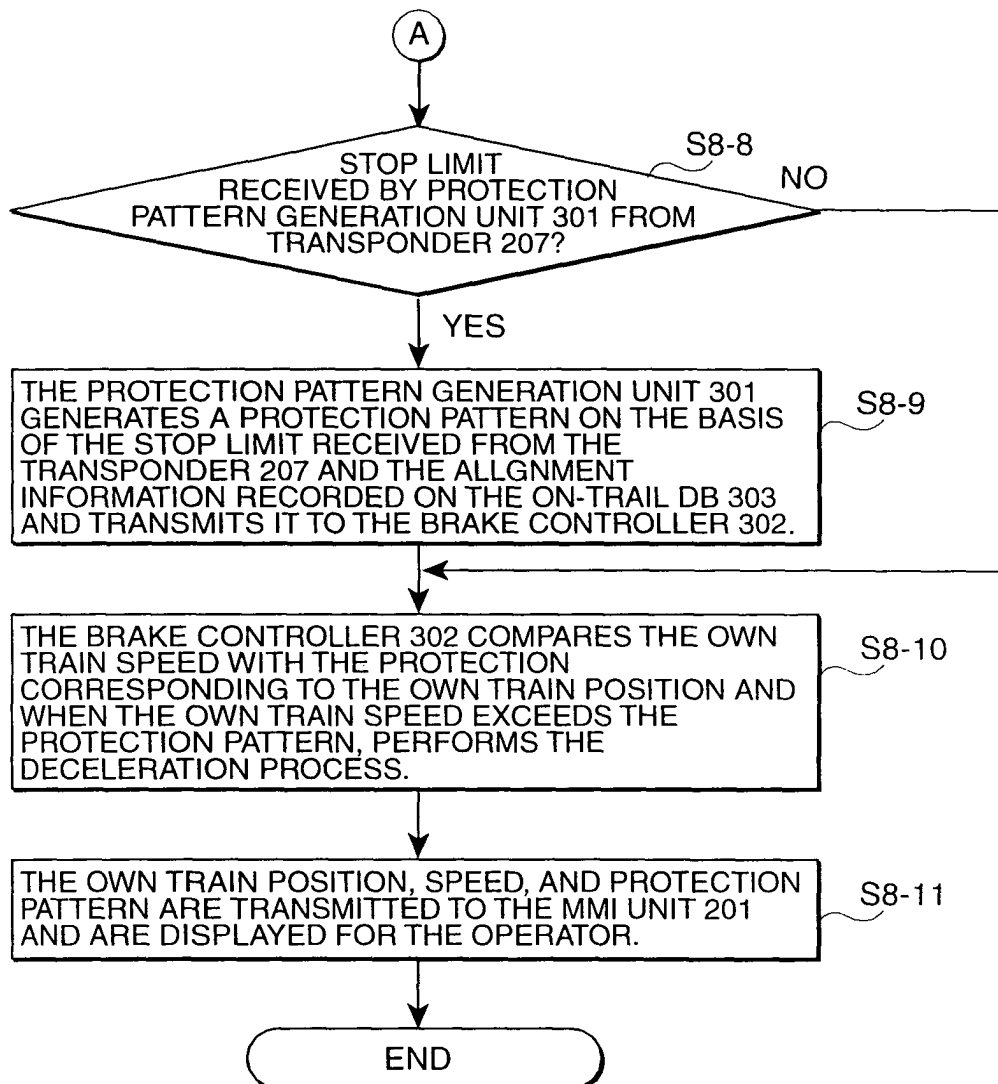 A
S8-8
STOP LIMIT
RECEIVED BY PROTECTION
PATTERN GENERATION UNIT 301 FROM
TRANSPONDER 207?
NO
YES
THE PROTECTION PATTERN GENERATION UNIT 301
GENERATES A PROTECTION PATTERN ON THE BASIS
OF THE STOP LIMIT RECEIVED FROM THE
TRANSPONDER 207 AND THE ALLGNMENT
INFORMATION RECORDED ON THE ON-TRAIL DB 303
AND TRANSMITS IT TO THE BRAKE CONTROLLER 302.
S8-9
THE BRAKE CONTROLLER 302 COMPARES THE OWN
TRAIN SPEED WITH THE PROTECTION
CORRESPONDING TO THE OWN TRAIN POSITION AND
WHEN THE OWN TRAIN SPEED EXCEEDS THE
PROTECTION PATTERN, PERFORMS THE
DECELERATION PROCESS.
S8-10
THE OWN TRAIN POSITION, SPEED, AND PROTECTION
PATTERN ARE TRANSMITTED TO THE MMI UNIT 201
AND ARE DISPLAYED FOR THE OPERATOR.
S8-11
END